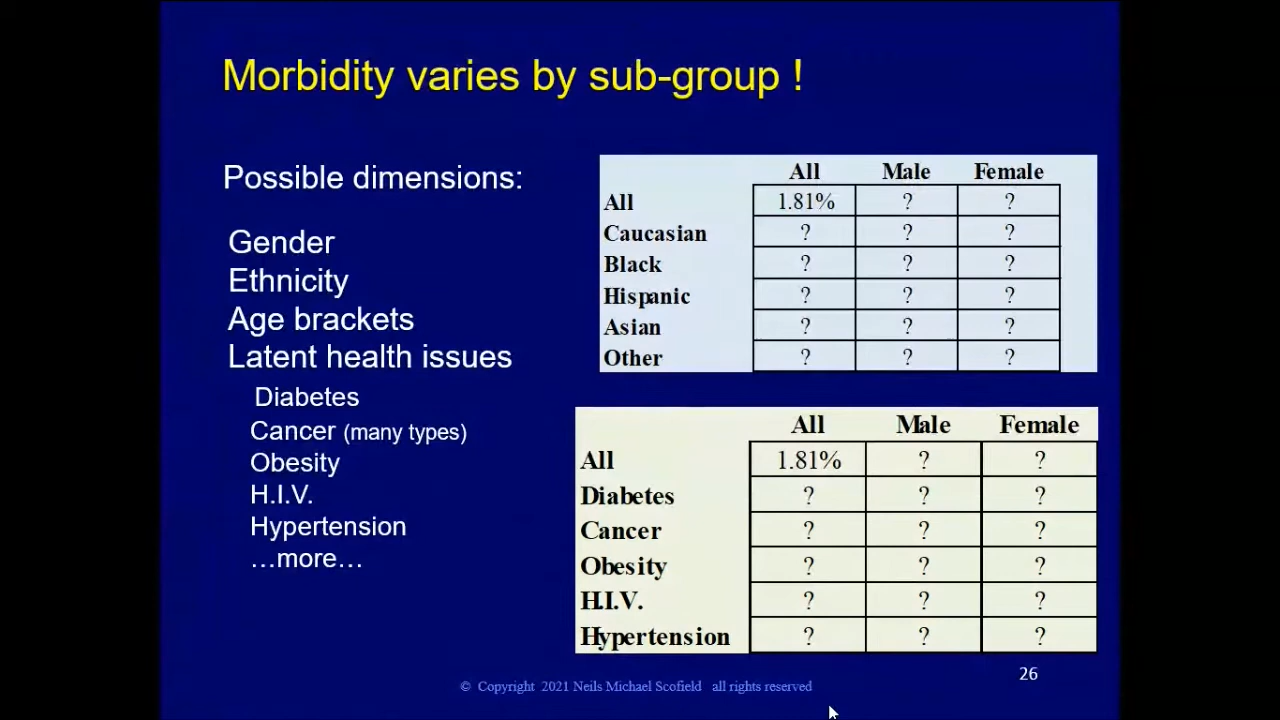 Morbidity varies by sub-group !
Possible dimensions:
Gender
Ethnicity
Age brackets
Latent health issues
Diabetes
Cancer (many types)
Obesity
H.I.V.
Hypertension
…more…
All Male Female
All 1.81% ? ?
Caucasian ? ? ?
Black ? ? ?
Hispanic ? ? ?
Asian ? ? ?
Other ? ? ?
All Male Female
All 1.81% ? ?
Diabetes ? ? ?
Cancer ? ? ?
Obesity ? ? ?
H.I.V. ? ? ?
Hypertension ? ? ?
© Copyright 2021 Neils Michael Scofield all rights reserved
26